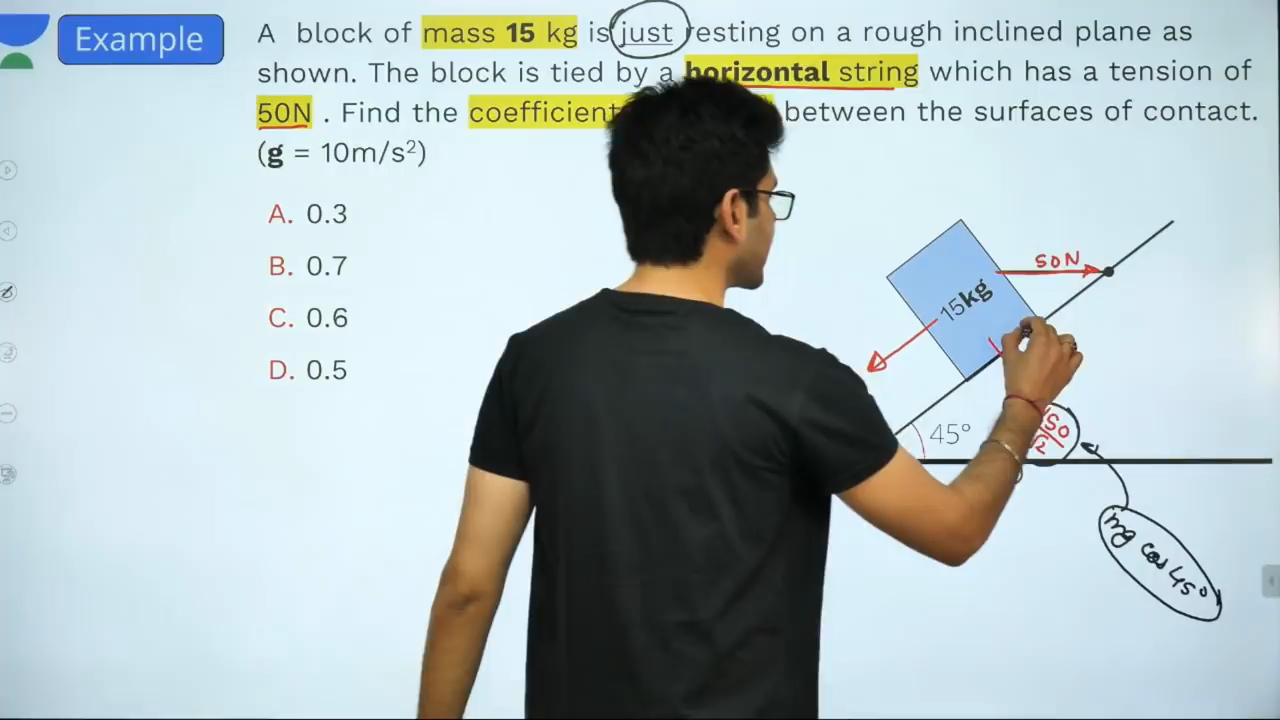 Example
A block of mass 15 kg is just resting on a rough inclined plane as
shown. The block is tied by a horizontal string which has a tension of
50N . Find the coefficient between the surfaces of contact.
(g = 10m/s²)
A. 0.3
B. 0.7
C. 0.6
D. 0.5
50N
15kg
45°
mg cos 45°